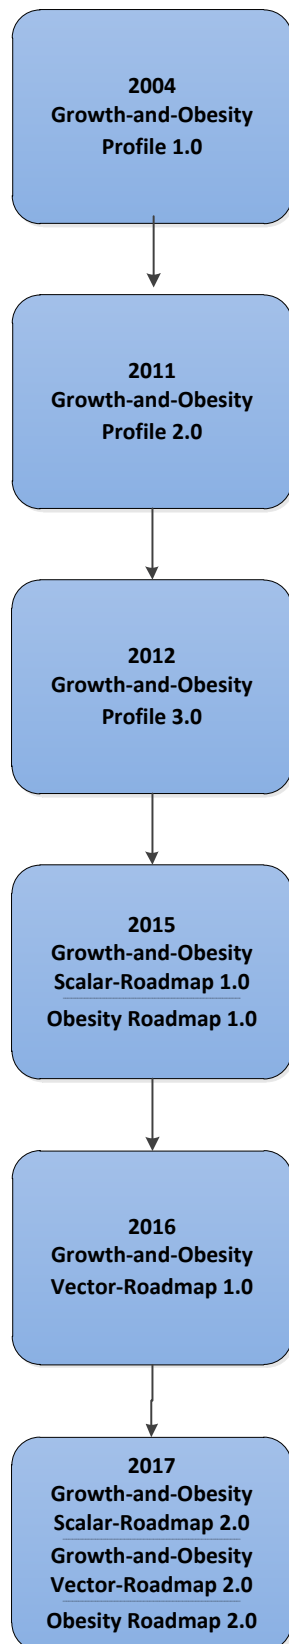 2004
Growth-and-Obesity
Profile 1.0
2011
Growth-and-Obesity
Profile 2.0
2012
Growth-and-Obesity
Profile 3.0
2015
Growth-and-Obesity
Scalar-Roadmap 1.0
Obesity Roadmap 1.0
2016
Growth-and-Obesity
Vector-Roadmap 1.0
2017
Growth-and-Obesity
Scalar-Roadmap 2.0
Growth-and-Obesity
Vector-Roadmap 2.0
Obesity Roadmap 2.0